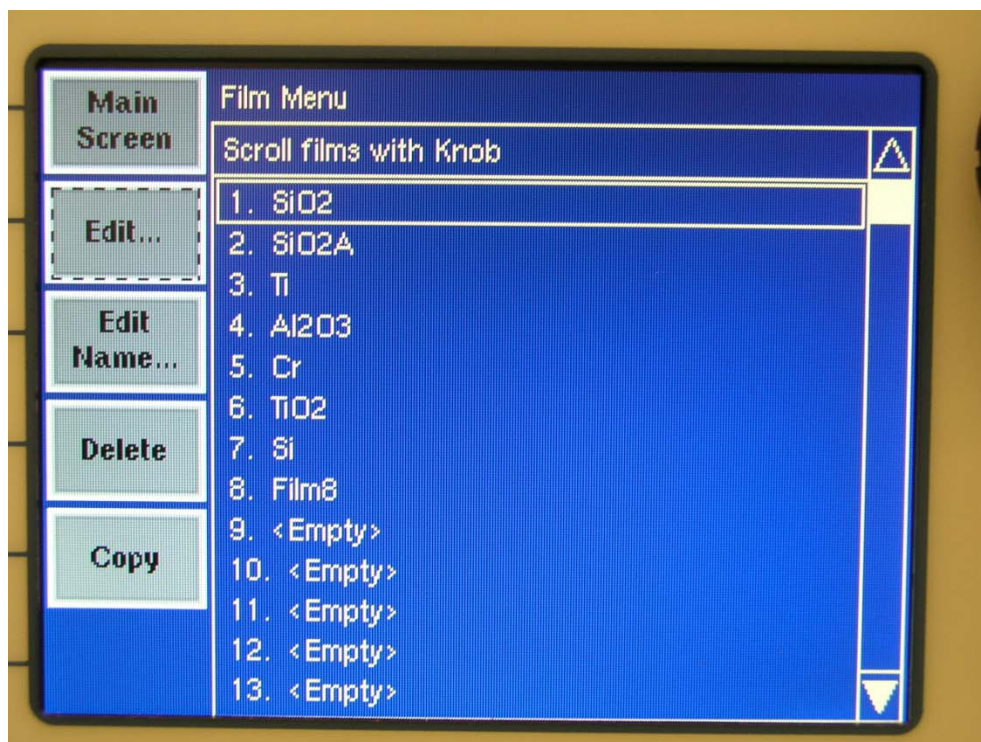 Main
Screen
Edit...
Edit
Name...
Delete
Copy
Film Menu
Scroll films with Knob
1. SiO2
2. SiO2A
3. Ti
4. Al2O3
5. Cr
6. TiO2
7. Si
8. Film8
9. <Empty>
10. <Empty>
11. <Empty>
12. <Empty>
13. <Empty>